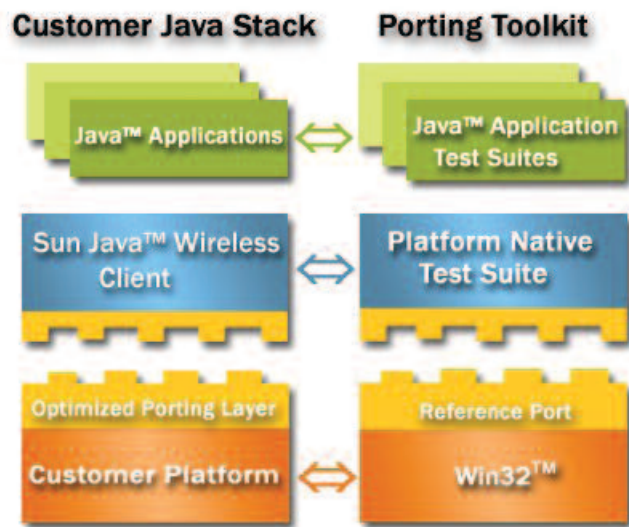 Customer Java Stack
Porting Toolkit
Java™ Applications
Java™ Application
Test Suites
Sun Java™ Wireless
Client
Platform Native
Test Suite
Optimized Porting Layer
Reference Port
Customer Platform
Win32™